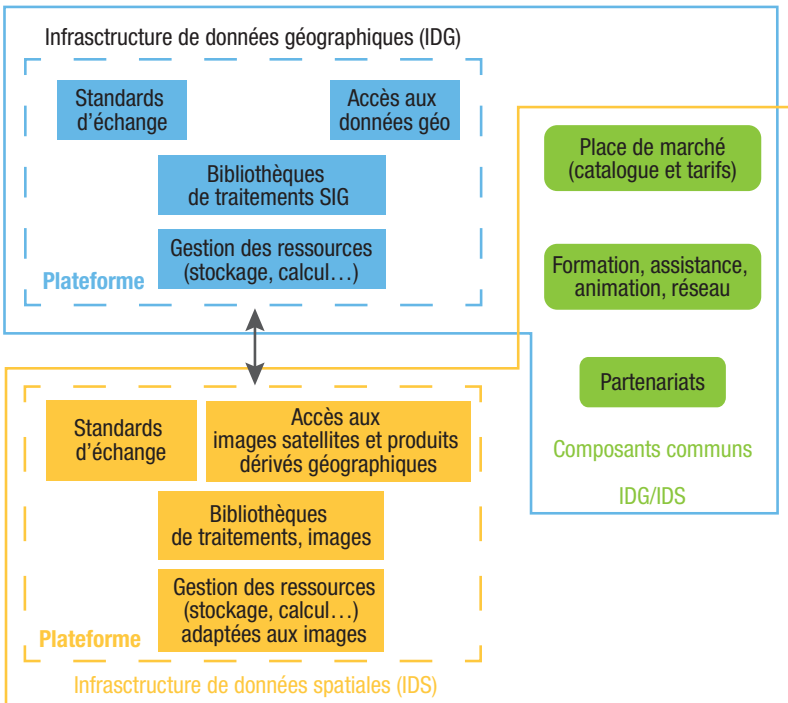 Infrasctructure de données géographiques (IDG)
Standards
d'échange
Accès aux
données géo
Bibliothèques
de traitements SIG
Gestion des ressources
(stockage, calcul…)
Plateforme
Place de marché
(catalogue et tarifs)
Formation, assistance,
animation, réseau
Partenariats
Composants communs
IDG/IDS
Standards
d'échange
Accès aux
images satellites et produits
dérivés géographiques
Bibliothèques
de traitements, images
Gestion des ressources
(stockage, calcul…)
adaptées aux images
Plateforme
Infrasctructure de données spatiales (IDS)